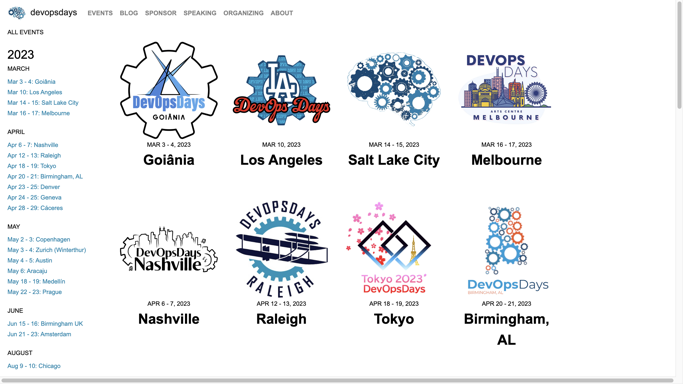 devopsdays
EVENTS BLOG SPONSOR SPEAKING ORGANIZING ABOUT
ALL EVENTS
2023
MARCH
Mar 3 - 4: Goiânia
Mar 10: Los Angeles
Mar 14 - 15: Salt Lake City
Mar 16 - 17: Melbourne
APRIL
Apr 6 - 7: Nashville
Apr 12 - 13: Raleigh
Apr 18 - 19: Tokyo
Apr 20 - 21: Birmingham, AL
Apr 23 - 25: Denver
Apr 24 - 25: Geneva
Apr 28 - 29: Cáceres
MAY
May 2 - 3: Copenhagen
May 3 - 4: Zurich (Winterthur)
May 4 - 5: Austin
May 6: Aracaju
May 18 - 19: Medellín
May 22 - 23: Prague
JUNE
Jun 15 - 16: Birmingham UK
Jun 21 - 23: Amsterdam
AUGUST
Aug 9 - 10: Chicago
DevOpsDays
GOIÂNIA
MAR 3 - 4, 2023
Goiânia
LA
DevOps Days
MAR 10, 2023
Los Angeles
MAR 14 - 15, 2023
Salt Lake City
DEVOPS
DAYS
ARTS CENTRE
MELBOURNE
MAR 16 - 17, 2023
Melbourne
DevOpsDays
Nashville
APR 6 - 7, 2023
Nashville
DEVOPSDAYS
RALEIGH
APR 12 - 13, 2023
Raleigh
Tokyo 2023
DevOpsDays
APR 18 - 19, 2023
Tokyo
DevOpsDays
APR 20 - 21, 2023
Birmingham,
AL